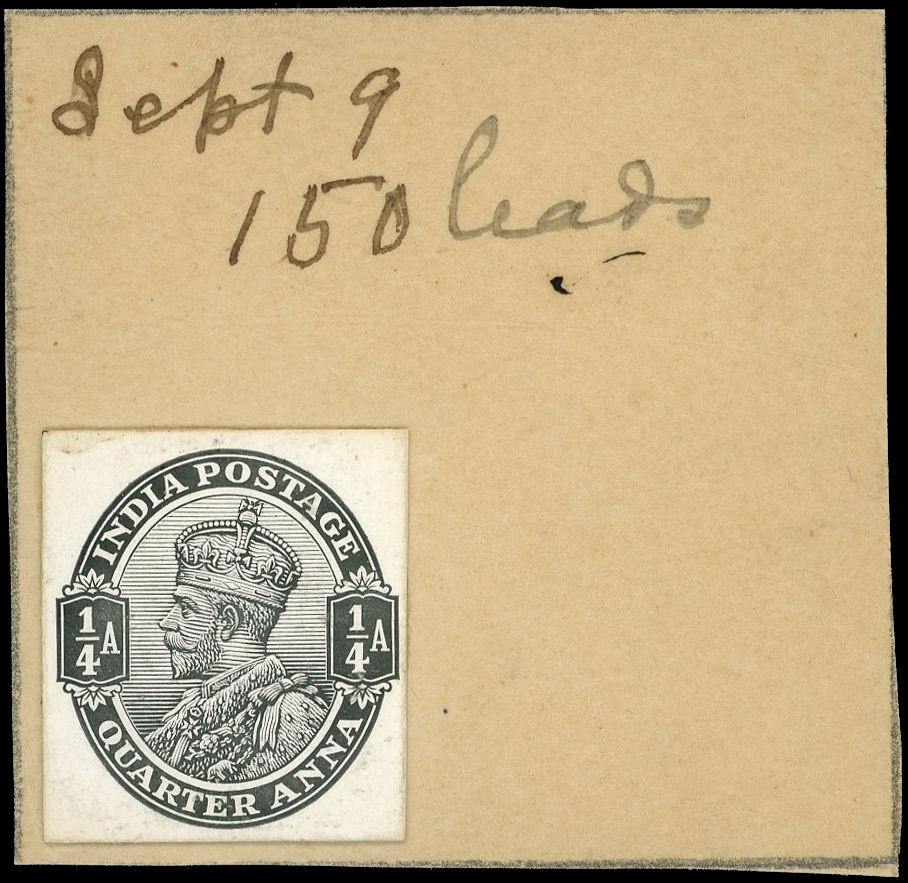 Sept 9
150 leads
INDIA POSTAGE
1/4 A
1/4 A
QUARTER ANNA